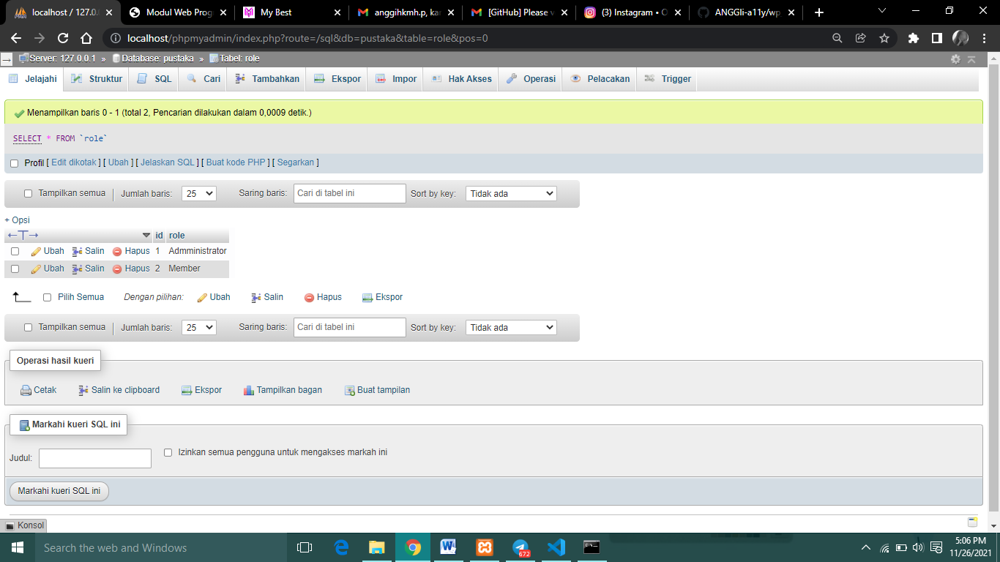 localhost / 127.0. Modul Web Prog My Best anggihkmh.p, ka [GitHub] Please v (3) Instagram • O ANGGIi-a11y/wp
localhost/phpmyadmin/index.php?route=/sql&db=pustaka&table=role&pos=0
Server: 127.0.0.1 » Database: pustaka » Tabel: role
Jelajahi Struktur SQL Cari Tambahkan Ekspor Impor Hak Akses Operasi Pelacakan Trigger
Menampilkan baris 0 - 1 (total 2, Pencarian dilakukan dalam 0,0009 detik.)
SELECT * FROM `role`
Profil [ Edit dikotak ] [ Ubah ] [ Jelaskan SQL ] [ Buat kode PHP ] [ Segarkan ]
Tampilkan semua Jumlah baris: 25 Saring baris: Cari di tabel ini Sort by key: Tidak ada
+ Opsi
←T→ id role
Ubah Salin Hapus 1 Admministrator
Ubah Salin Hapus 2 Member
Pilih Semua Dengan pilihan: Ubah Salin Hapus Ekspor
Tampilkan semua Jumlah baris: 25 Saring baris: Cari di tabel ini Sort by key: Tidak ada
Operasi hasil kueri
Cetak Salin ke clipboard Ekspor Tampilkan bagan Buat tampilan
Markahi kueri SQL ini
Judul: Izinkan semua pengguna untuk mengakses markah ini
Markahi kueri SQL ini
Konsol
Search the web and Windows 672 5:06 PM
11/26/2021